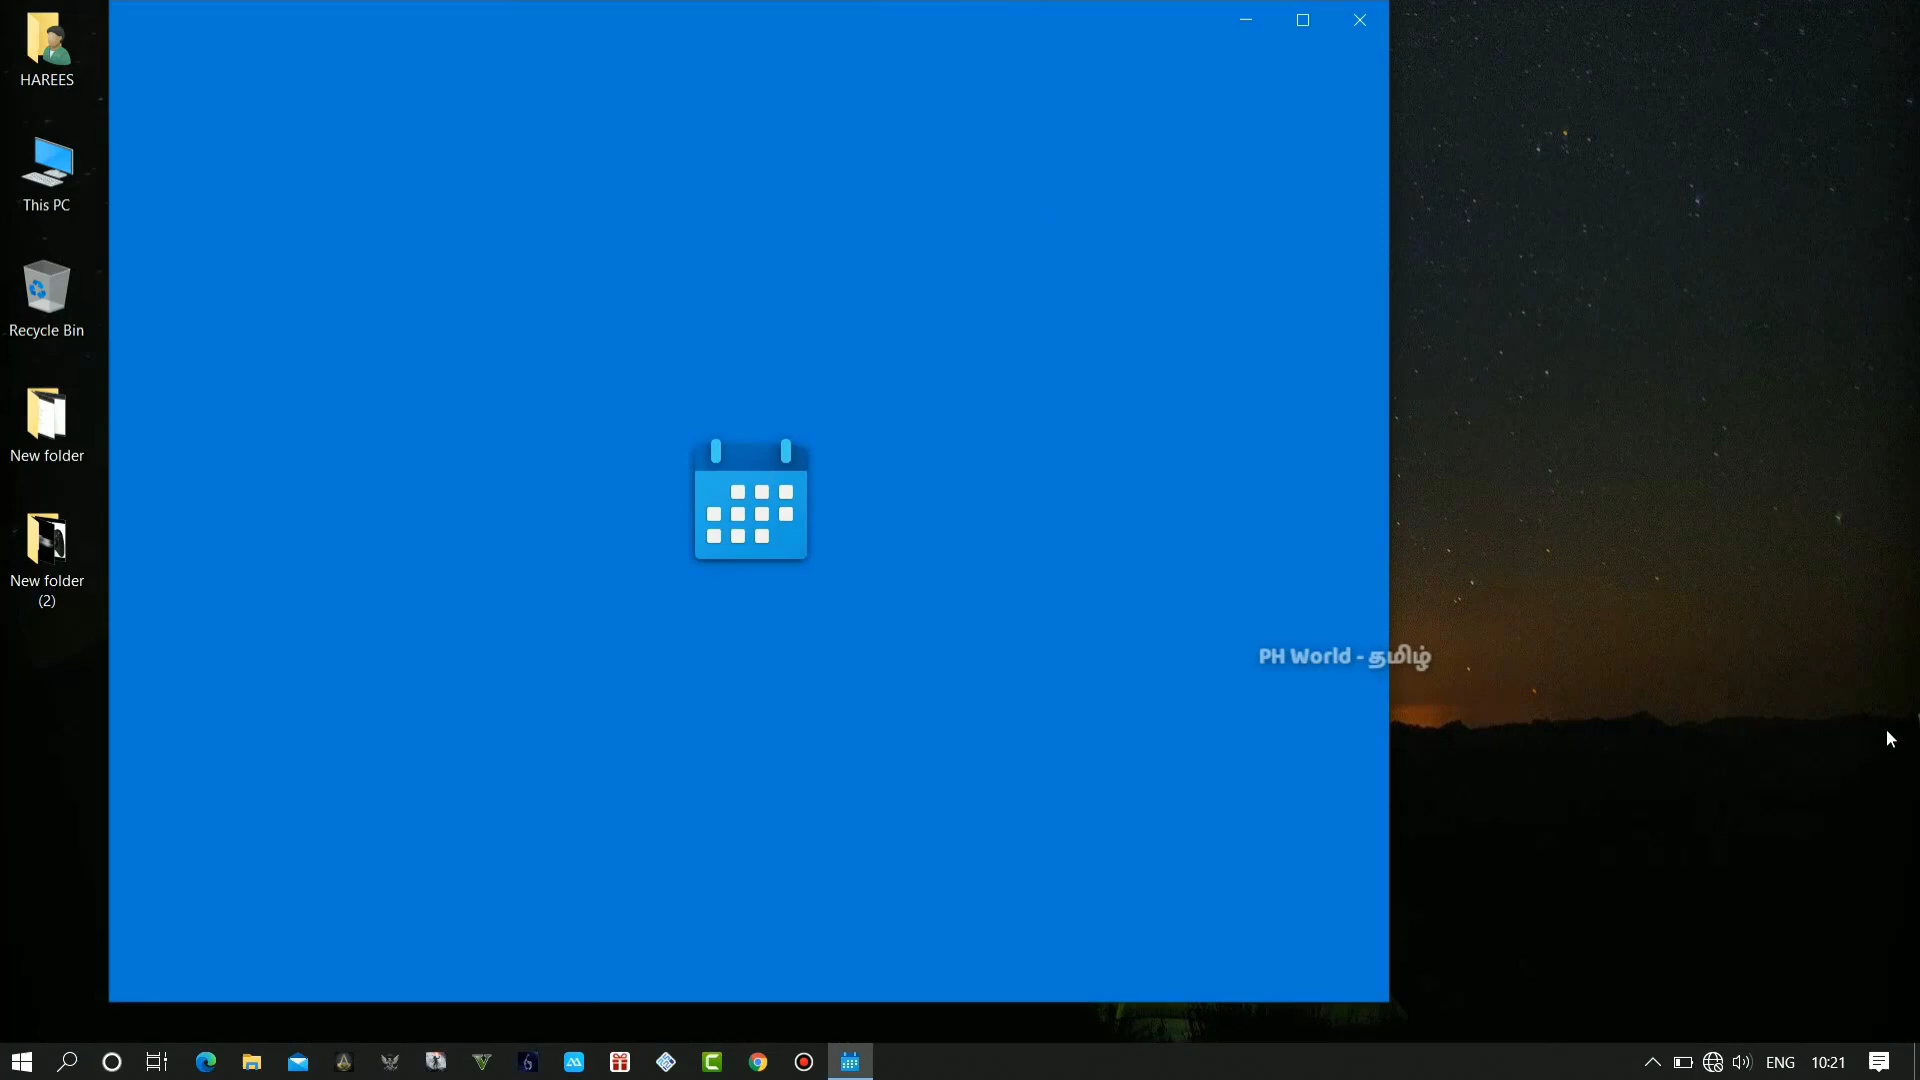 HAREES
This PC
Recycle Bin
New folder
New folder
(2)
PH World - தமிழ்
ENG
10:21